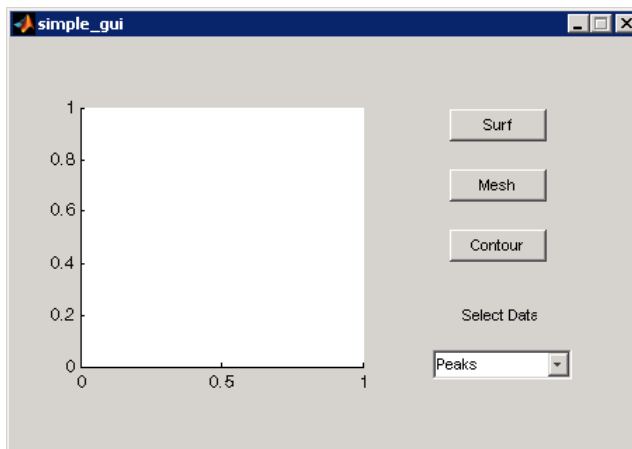 simple_gui
1
0.8
0.6
0.4
0.2
0
0 0.5 1
Surf
Mesh
Contour
Select Data
Peaks